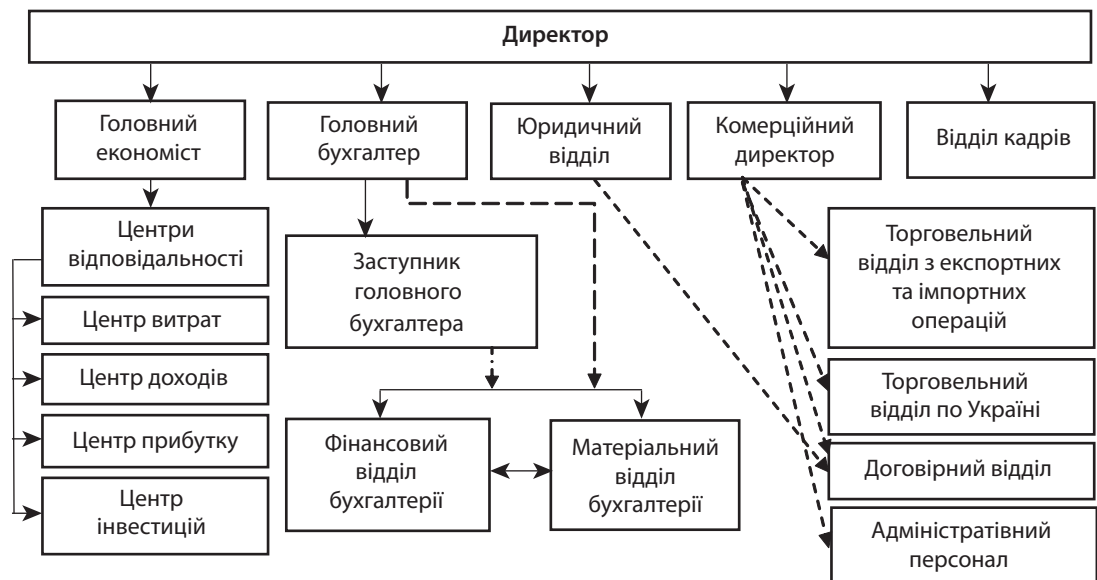 Директор
Головний
економіст
Головний
бухгалтер
Юридичний
відділ
Комерційний
директор
Відділ кадрів
Центри
відповідальності
Центр витрат
Центр доходів
Центр прибутку
Центр
інвестицій
Заступник
головного
бухгалтера
Фінансовий
відділ
бухгалтерії
Матеріальний
відділ
бухгалтерії
Торговельний
відділ з експортних
та імпортних
операцій
Торговельний
відділ по Україні
Договірний відділ
Адміністратівний
персонал